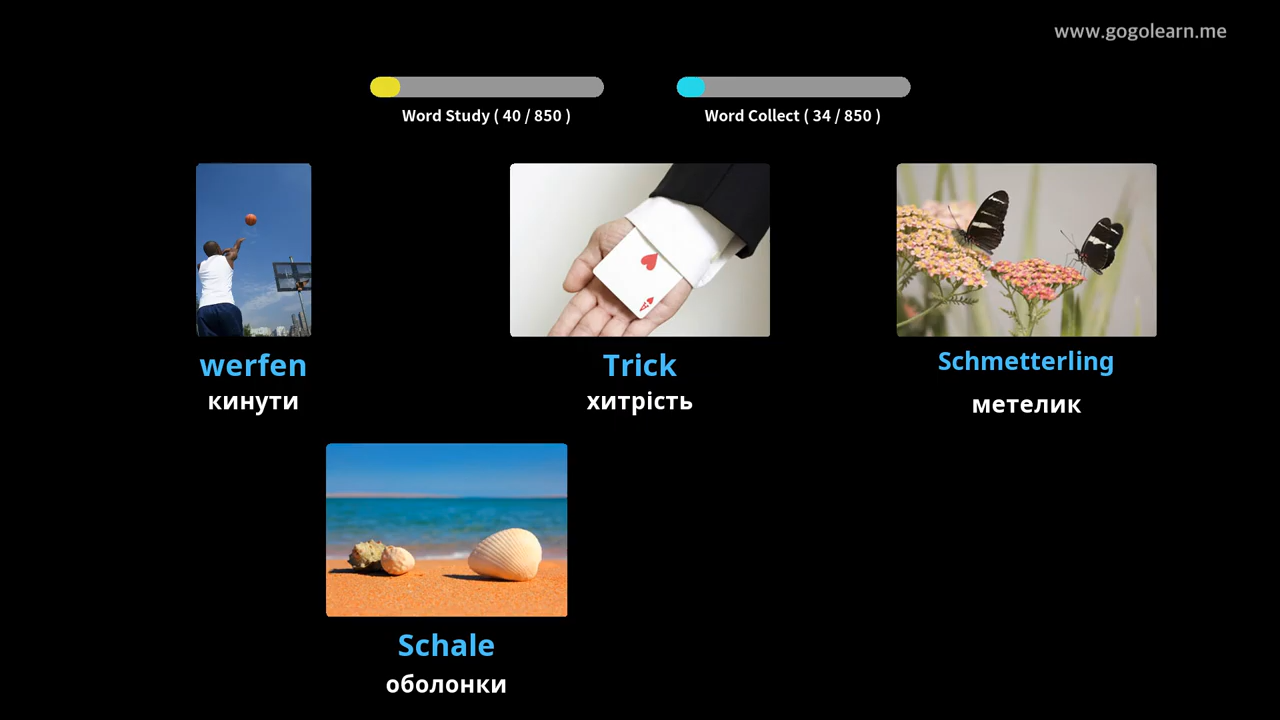 www.gogolearn.me
Word Study ( 40 / 850 )
Word Collect ( 34 / 850 )
werfen
кинути
Trick
хитрість
Schmetterling
метелик
Schale
оболонки